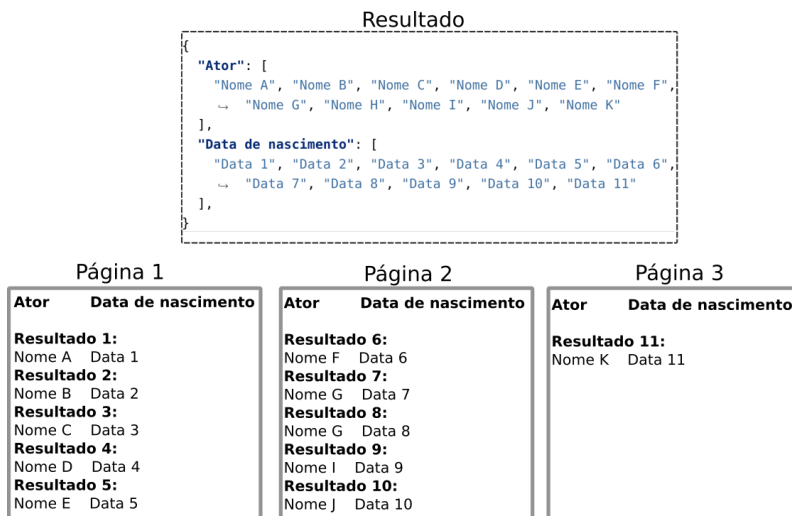 Resultado
{
"Ator": [
"Nome A", "Nome B", "Nome C", "Nome D", "Nome E", "Nome F",
↪ "Nome G", "Nome H", "Nome I", "Nome J", "Nome K"
],
"Data de nascimento": [
"Data 1", "Data 2", "Data 3", "Data 4", "Data 5", "Data 6",
↪ "Data 7", "Data 8", "Data 9", "Data 10", "Data 11"
],
}
Página 1
Ator Data de nascimento
Resultado 1:
Nome A Data 1
Resultado 2:
Nome B Data 2
Resultado 3:
Nome C Data 3
Resultado 4:
Nome D Data 4
Resultado 5:
Nome E Data 5
Página 2
Ator Data de nascimento
Resultado 6:
Nome F Data 6
Resultado 7:
Nome G Data 7
Resultado 8:
Nome G Data 8
Resultado 9:
Nome I Data 9
Resultado 10:
Nome J Data 10
Página 3
Ator Data de nascimento
Resultado 11:
Nome K Data 11